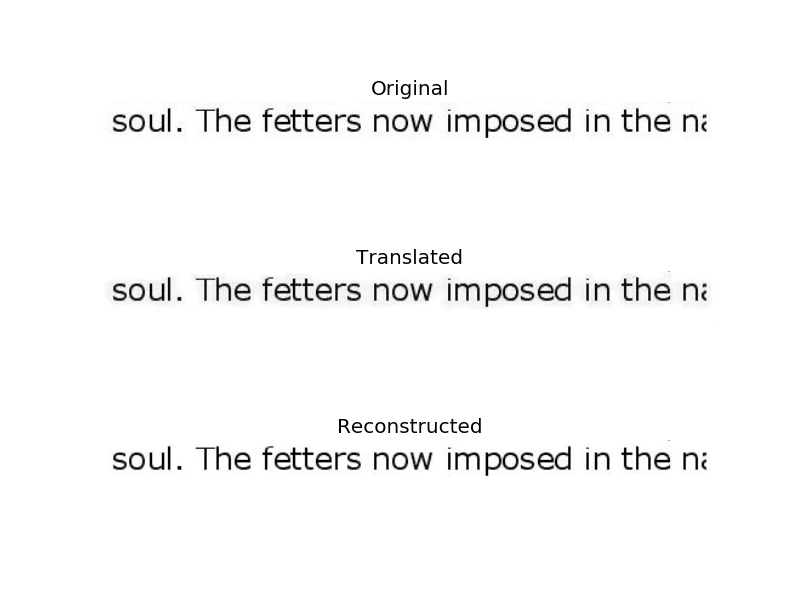 Original
soul. The fetters now imposed in the
Translated
soul. The fetters now imposed in the
Reconstructed
soul. The fetters now imposed in the